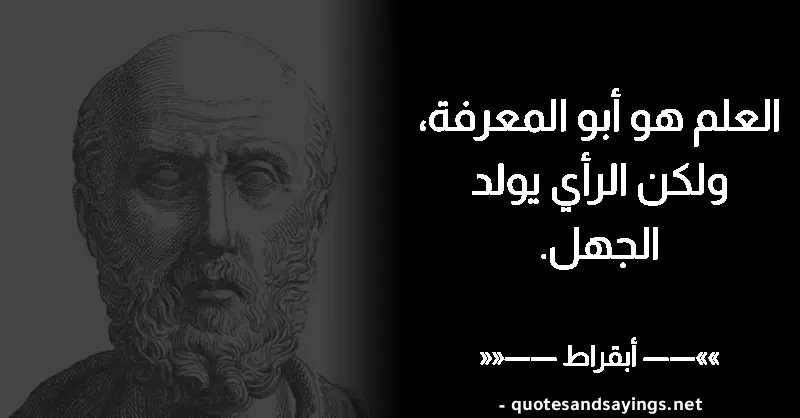 العلم هو أبو المعرفة،
ولكن الرأي يولد
الجهل.
»»—— أبقراط ——««
- quotesandsayings.net